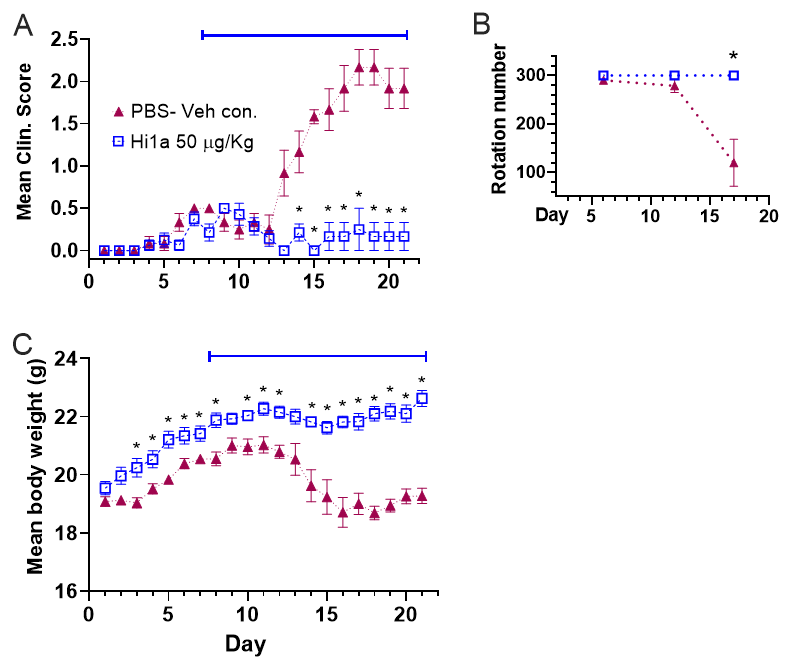 A
2.5
2.0
1.5
1.0
0.5
0.0
Mean Clin. Score
PBS- Veh con.
Hi1a 50 μg/Kg
* * * * * * * *
1 5 10 15 20
B
*
300
200
100
Rotation number
Day 5 10 15 20
C
24
22
20
18
16
Mean body weight (g)
* * * * * * * * * * * * * * * * * *
0 5 10 15 20
Day